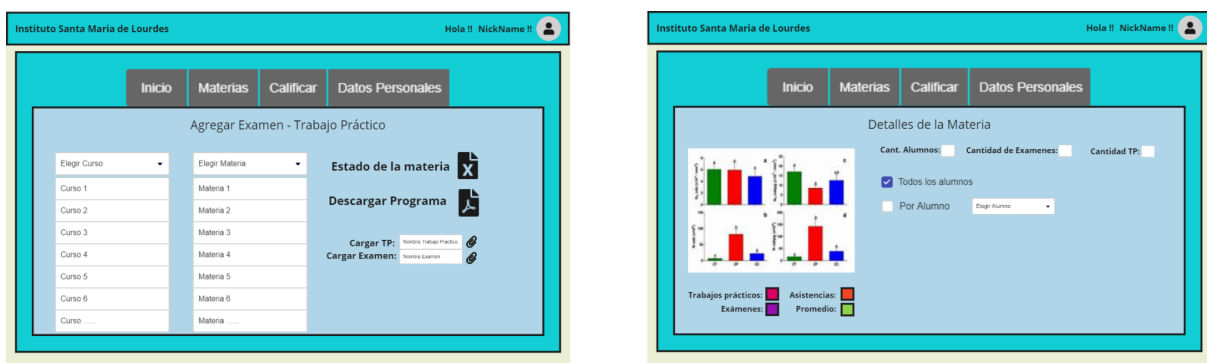 Instituto Santa Maria de Lourdes
Hola !! NickName !!
Inicio
Materias
Calificar
Datos Personales
Agregar Examen - Trabajo Práctico
Elegir Curso
Curso 1
Curso 2
Curso 3
Curso 4
Curso 5
Curso 6
Curso ......
Elegir Materia
Materia 1
Materia 2
Materia 3
Materia 4
Materia 5
Materia 6
Materia ......
Estado de la materia
Descargar Programa
Cargar TP: Nombre Trabajo Practico
Cargar Examen: Nombre Examen
Instituto Santa Maria de Lourdes
Hola !! NickName !!
Inicio
Materias
Calificar
Datos Personales
Detalles de la Materia
Cant. Alumnos:
Cantidad de Examenes:
Cantidad TP:
Todos los alumnos
Por Alumno
Elegir Alumno
a
c
b
d
Trabajos prácticos:
Asistencias:
Exámenes:
Promedio: